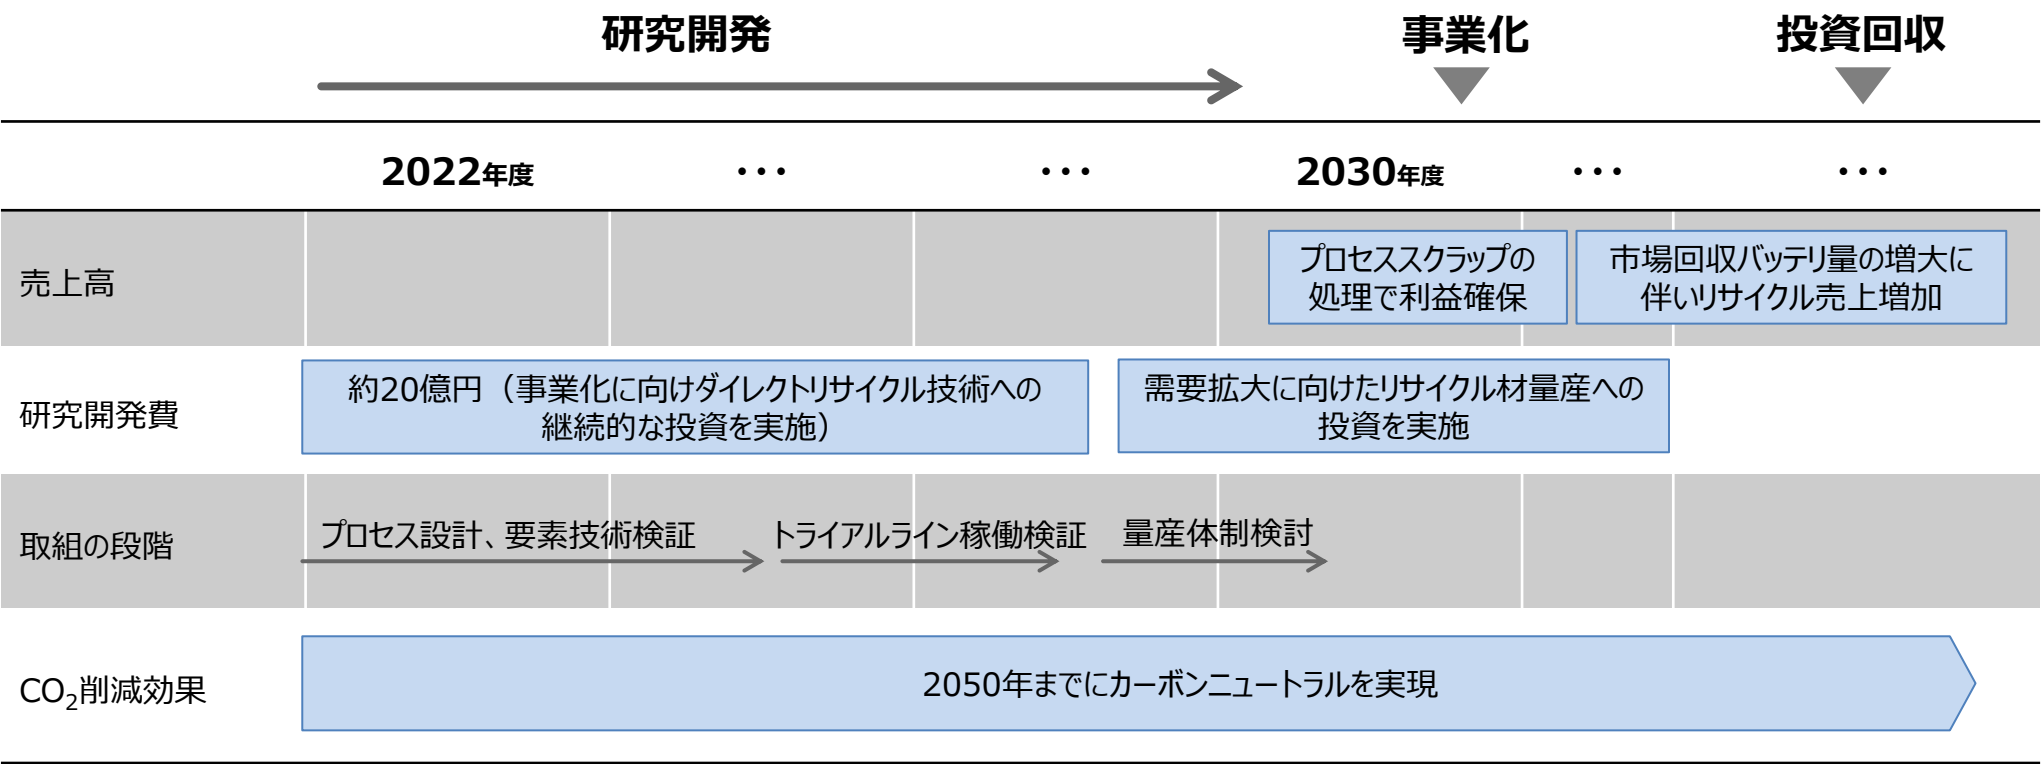 研究開発
事業化
投資回収
2022年度
・・・
・・・
2030年度
・・・
・・・
売上高
プロセススクラップの
処理で利益確保
市場回収バッテリ量の増大に
伴いリサイクル売上増加
研究開発費
約20億円（事業化に向けダイレクトリサイクル技術への
継続的な投資を実施）
需要拡大に向けたリサイクル材量産への
投資を実施
取組の段階
プロセス設計、要素技術検証
トライアルライン稼働検証
量産体制検討
CO₂削減効果
2050年までにカーボンニュートラルを実現